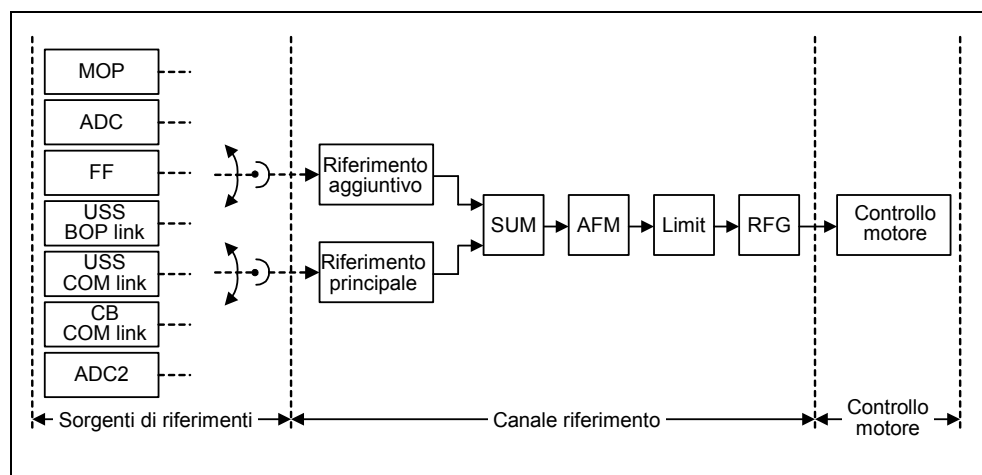 MOP
ADC
FF
USS
BOP link
USS
COM link
CB
COM link
ADC2
Riferimento
aggiuntivo
Riferimento
principale
SUM
AFM
Limit
RFG
Controllo
motore
Sorgenti di riferimenti
Canale riferimento
Controllo
motore